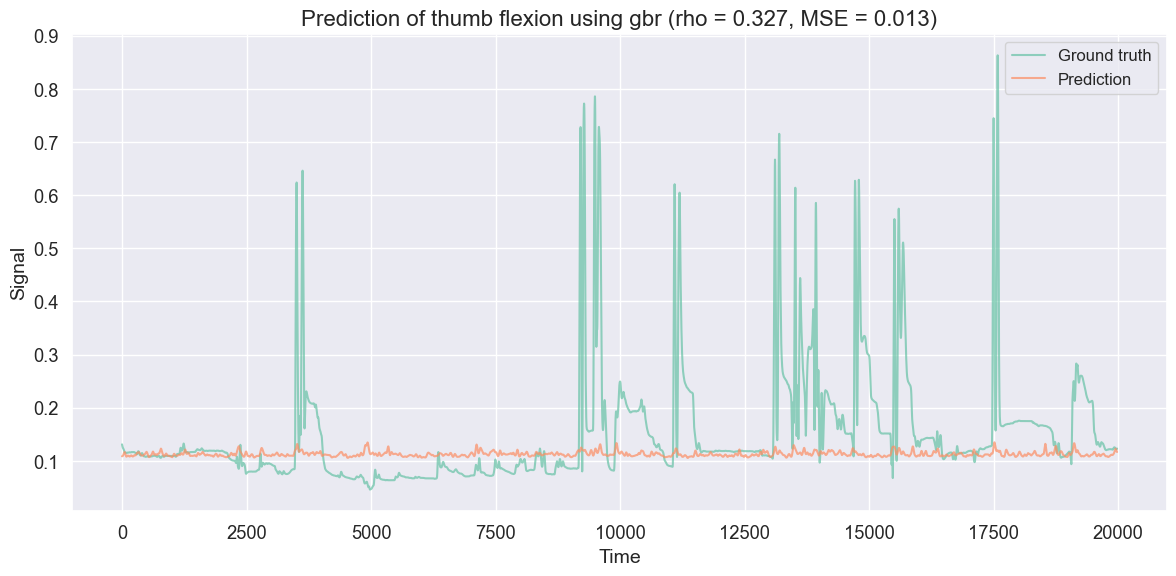 Prediction of thumb flexion using gbr (rho = 0.327, MSE = 0.013)
Ground truth
Prediction
Signal
0.9
0.8
0.7
0.6
0.5
0.4
0.3
0.2
0.1
0 2500 5000 7500 10000 12500 15000 17500 20000
Time